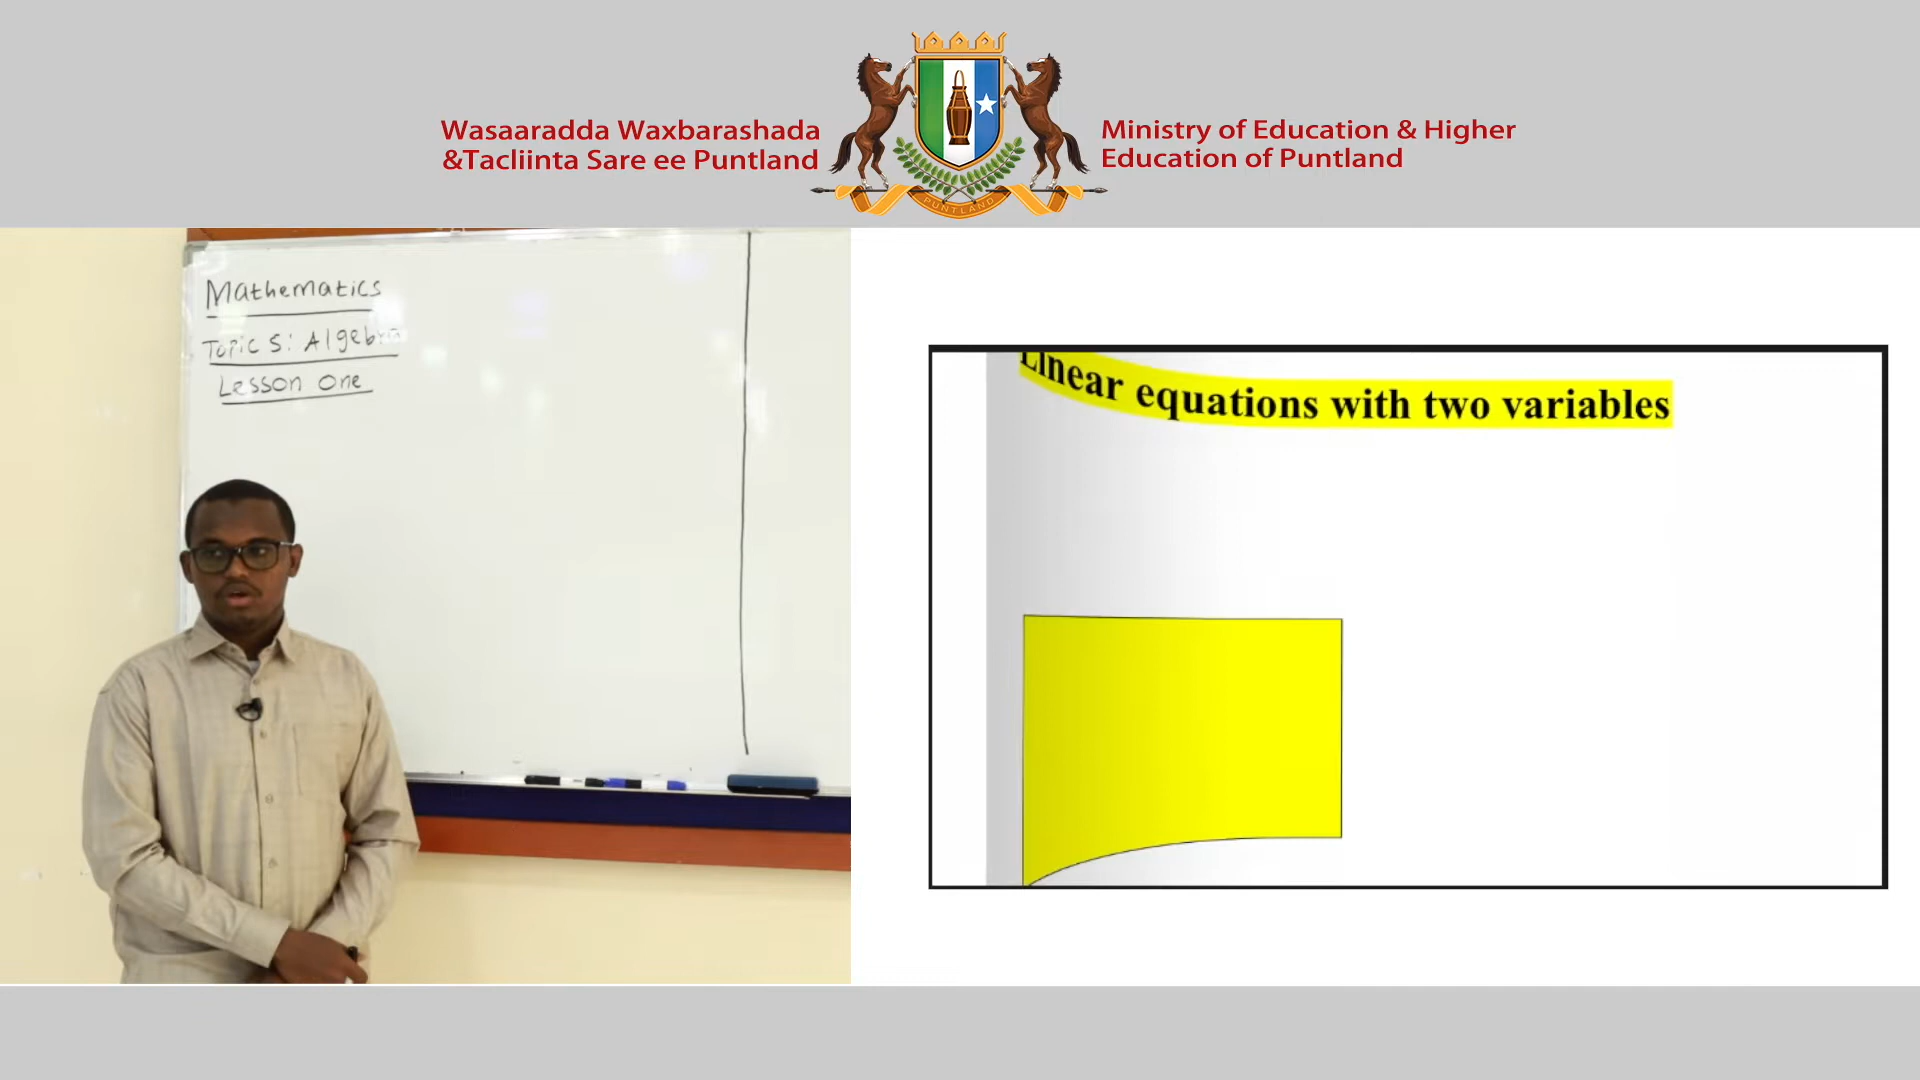 Wasaaradda Waxbarashada
&Tacliinta Sare ee Puntland
PUNTLAND
Ministry of Education & Higher
Education of Puntland
Mathematics
Topic 5: Algebra
Lesson One
Linear equations with two variables